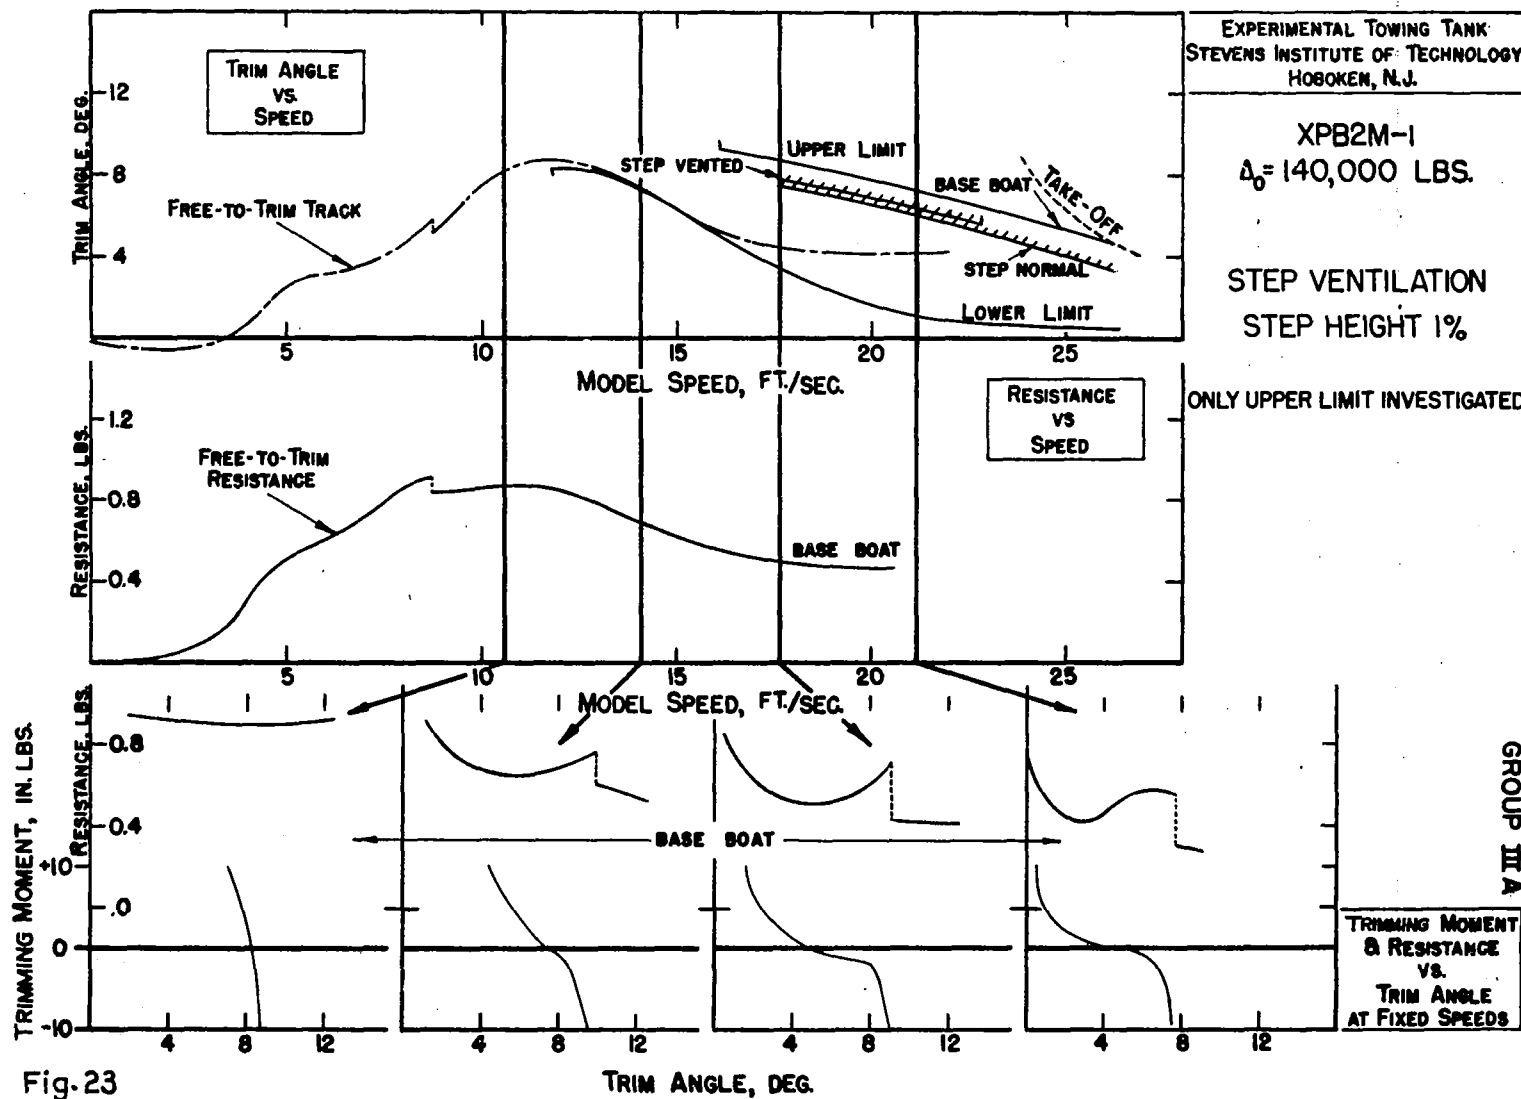 EXPERIMENTAL TOWING TANK
STEVENS INSTITUTE OF TECHNOLOGY
HOBOKEN, N.J.
XPB2M-1
Δ₀= 140,000 LBS.
STEP VENTILATION
STEP HEIGHT 1%
ONLY UPPER LIMIT INVESTIGATED
TRIM ANGLE
VS.
SPEED
TRIM ANGLE, DEG.
12
8
4
FREE-TO-TRIM TRACK
STEP VENTED
UPPER LIMIT
BASE BOAT
TAKE-OFF
STEP NORMAL
LOWER LIMIT
5 10 15 20 25
MODEL SPEED, FT./SEC.
RESISTANCE
VS
SPEED
RESISTANCE, LBS.
1.2
0.8
0.4
FREE-TO-TRIM
RESISTANCE
BASE BOAT
5 10 15 20 25
MODEL SPEED, FT./SEC.
RESISTANCE, LBS.
0.8
0.4
BASE BOAT
TRIMMING MOMENT, IN. LBS.
+10
.0
0
-10
4 8 12 4 8 12 4 8 12 4 8 12
TRIM ANGLE, DEG.
GROUP III A
TRIMMING MOMENT
& RESISTANCE
VS.
TRIM ANGLE
AT FIXED SPEEDS
Fig. 23